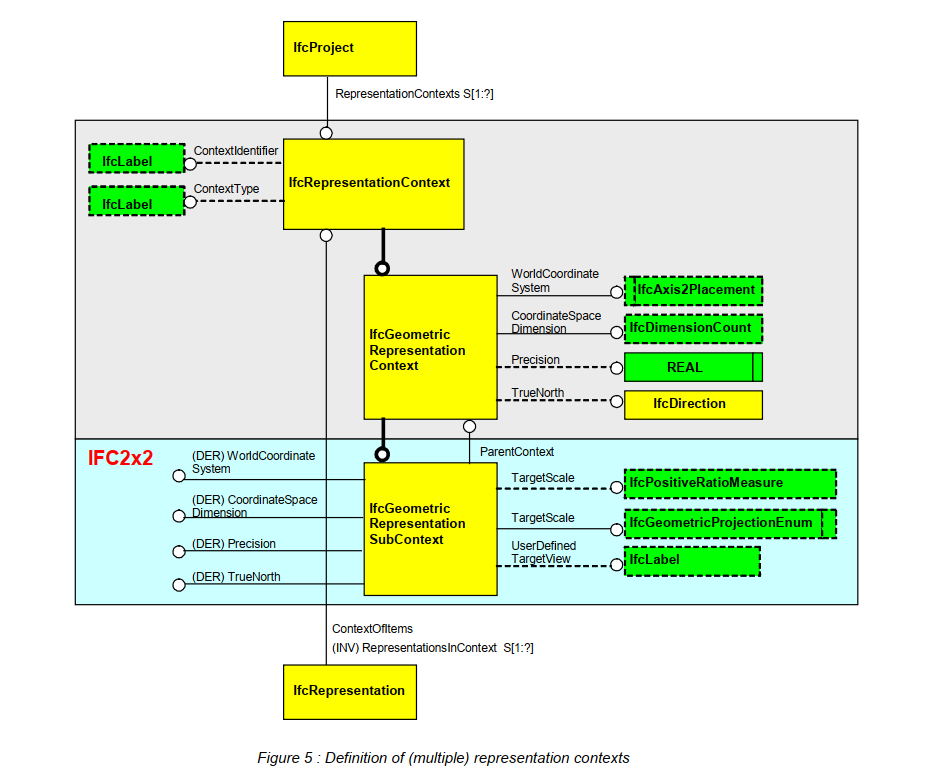 IfcProject
RepresentationContexts S[1:?]
ContextIdentifier
IfcLabel
ContextType
IfcLabel
IfcRepresentationContext
WorldCoordinate
System
IfcAxis2Placement
CoordinateSpace
Dimension
IfcDimensionCount
IfcGeometric
Representation
Context
Precision
REAL
TrueNorth
IfcDirection
IFC2x2
(DER) WorldCoordinate
System
ParentContext
(DER) CoordinateSpace
Dimension
(DER) Precision
(DER) TrueNorth
IfcGeometric
Representation
SubContext
TargetScale
IfcPositiveRatioMeasure
TargetScale
IfcGeometricProjectionEnum
UserDefined
TargetView
IfcLabel
ContextOfItems
(INV) RepresentationsInContext S[1:?]
IfcRepresentation
Figure 5 : Definition of (multiple) representation contexts